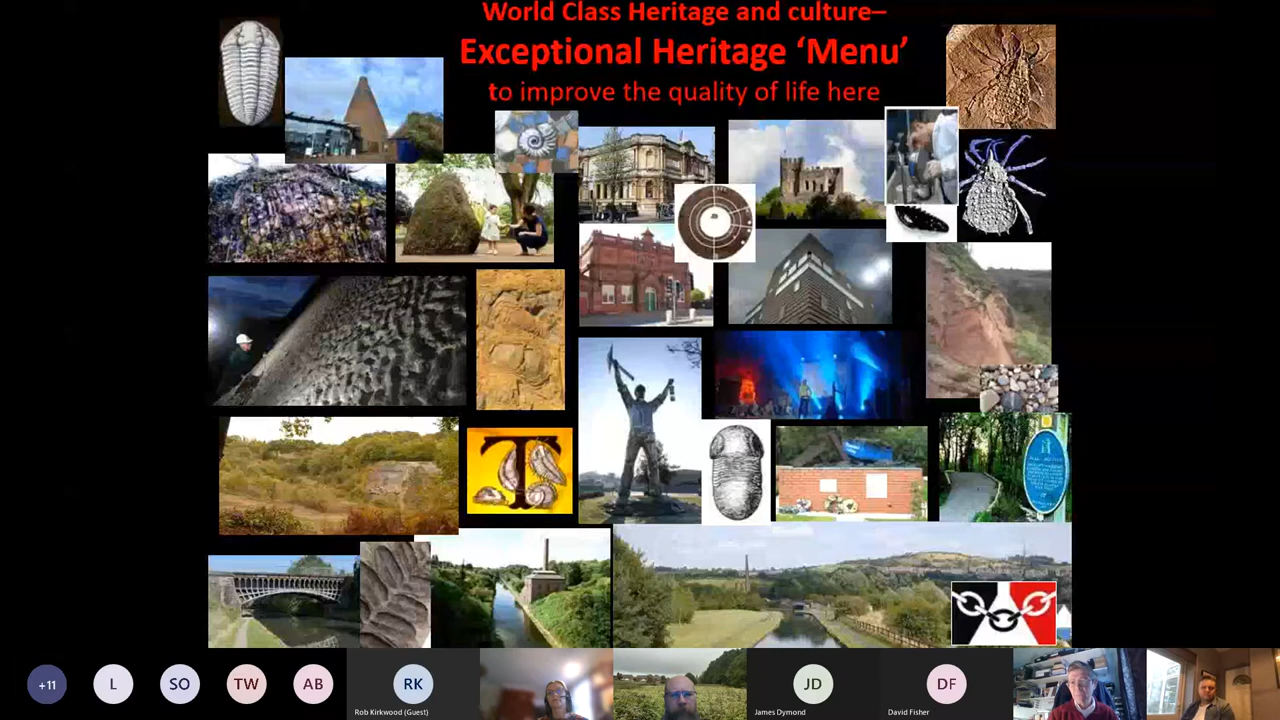 World Class Heritage and culture–
Exceptional Heritage ‘Menu’
to improve the quality of life here
T
+11
L
SO
TW
AB
RK
JD
DF
Rob Kirkwood (Guest)
James Dymond
David Fisher